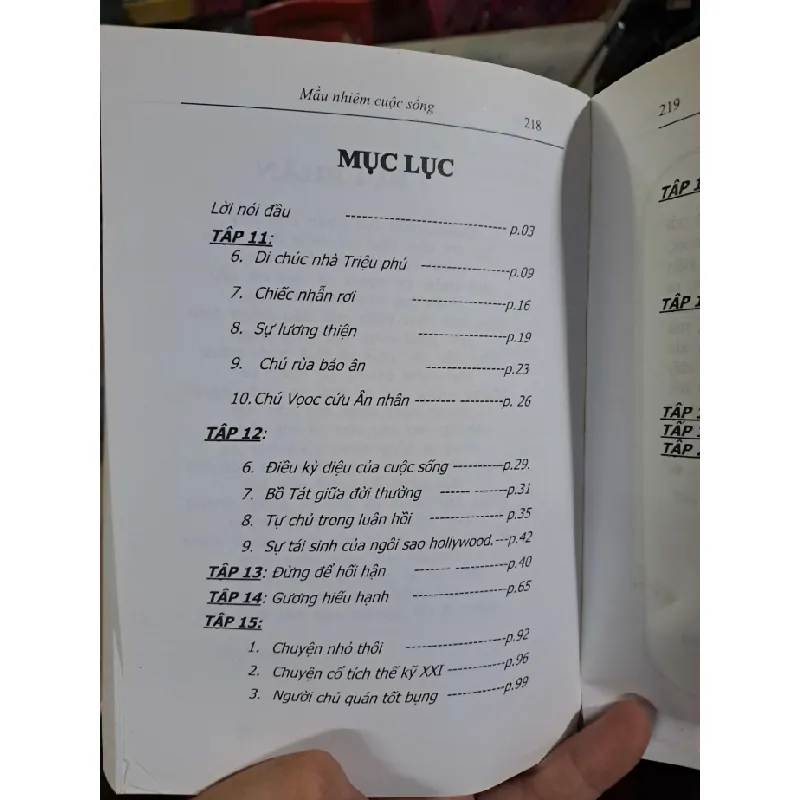 Mầu nhiệm cuộc sống 218
MỤC LỤC
Lời nói đầu -------------------- p.03
TẬP 11:
6. Di chúc nhà Triệu phú --------------p.09
7. Chiếc nhẫn rơi --------------------p.16
8. Sự lương thiện --------------p.19
9. Chú rùa báo ân -------------p.23
10. Chú Vọoc cứu Ân nhân -------- --------p. 26
TẬP 12:
6. Điều kỳ diệu của cuộc sống ----------p.29.
7. Bồ Tát giữa đời thường ------- ------p.31
8. Tự chủ trong luân hồi ------------p.35
9. Sự tái sinh của ngôi sao hollywood.---p.42
TẬP 13: Đừng để hối hận ------- --------p.40
TẬP 14: Gương hiếu hạnh ------- --------p.65
TẬP 15:
1. Chuyện nhỏ thôi ---------------p.92
2. Chuyện cổ tích thế kỷ XXI ----------p.96
3. Người chủ quán tốt bụng ----------p.99
219
TẬP 1
TẬP 1
TẬP
TẬP
TẬP